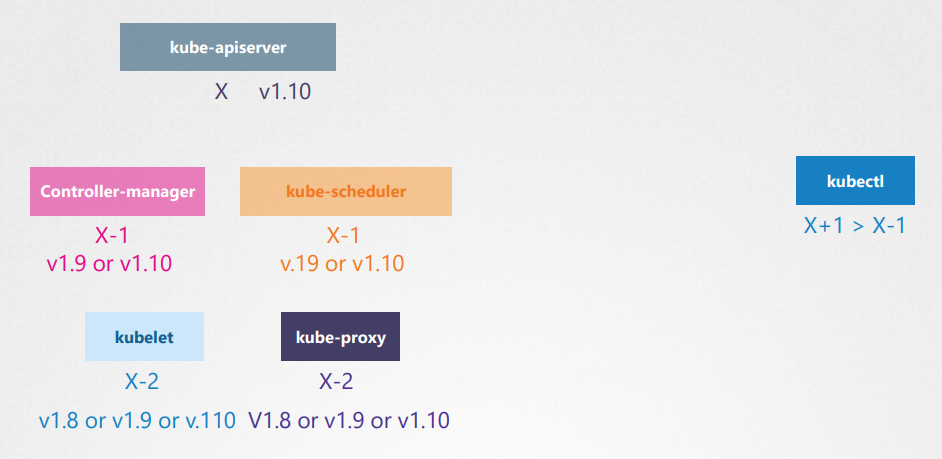 kube-apiserver
X v1.10
Controller-manager
kube-scheduler
kubectl
X-1
X-1
X+1 > X-1
v1.9 or v1.10
v.19 or v1.10
kubelet
kube-proxy
X-2
X-2
v1.8 or v1.9 or v.110
V1.8 or v1.9 or v1.10